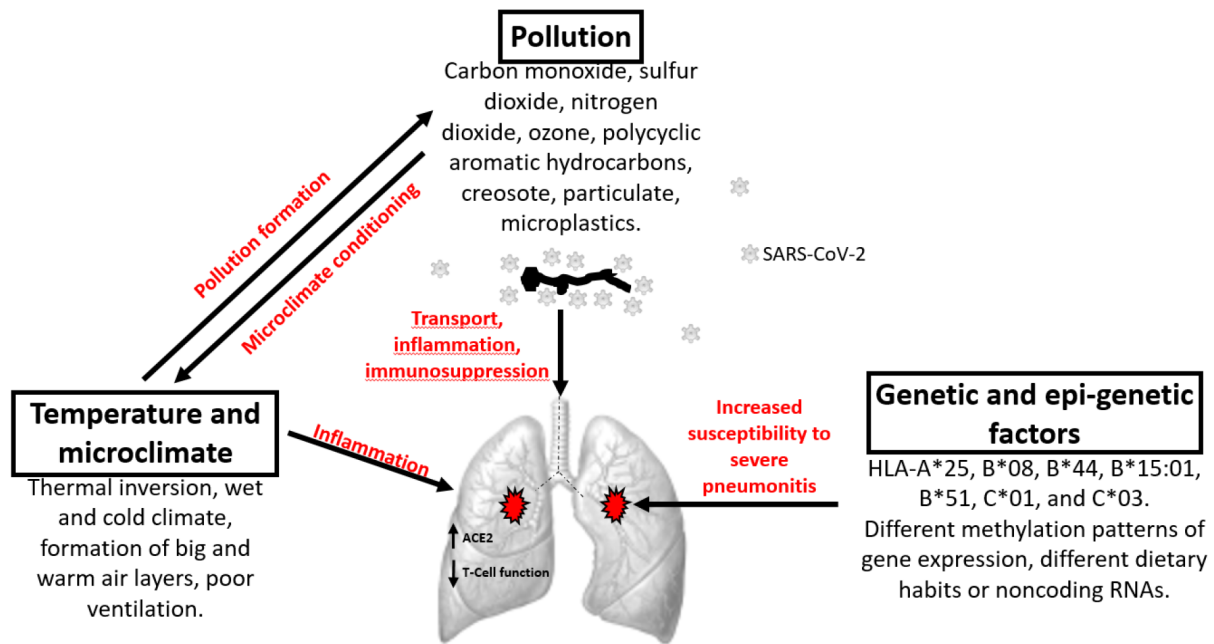 Pollution
Carbon monoxide, sulfur
dioxide, nitrogen
dioxide, ozone, polycyclic
aromatic hydrocarbons,
creosote, particulate,
microplastics.
Pollution formation
Microclimate conditioning
SARS-CoV-2
Transport,
inflammation,
immunosuppression
Temperature and
microclimate
Thermal inversion, wet
and cold climate,
formation of big and
warm air layers, poor
ventilation.
Inflammation
ACE2
T-Cell function
Increased
susceptibility to
severe
pneumonitis
Genetic and epi-genetic
factors
HLA-A*25, B*08, B*44, B*15:01,
B*51, C*01, and C*03.
Different methylation patterns of
gene expression, different dietary
habits or noncoding RNAs.